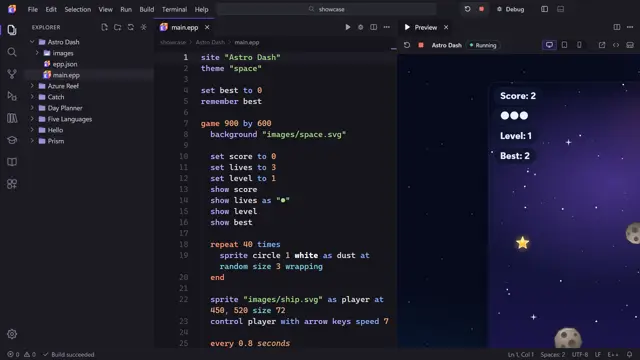 File Edit Selection View Run Build Terminal Help
showcase
Debug
EXPLORER
Astro Dash
images
epp.json
main.epp
Azure Reel
Catch
Day Planner
Five Languages
Hello
Prism
main.epp
showcase > Astro Dash > main.epp
1 site "Astro Dash"
2 theme "space"
3
4 set best to 0
5 remember best
6
7 game 900 by 600
8 background "images/space.svg"
9
10 set score to 0
11 set lives to 3
12 set level to 1
13 show score
14 show lives as "●"
15 show level
16 show best
17
18 repeat 40 times
19 sprite circle 1 white as dust at
random size 3 wrapping
20 end
21
22 sprite "images/ship.svg" as player at
450, 520 size 72
23 control player with arrow keys speed 7
24
25 every 0.8 seconds
Preview
Astro Dash Running
Score: 2
Level: 1
Best: 2
0 0 Build succeeded
Ln 1, Col 1 Spaces: 2 UTF-8 LF E++